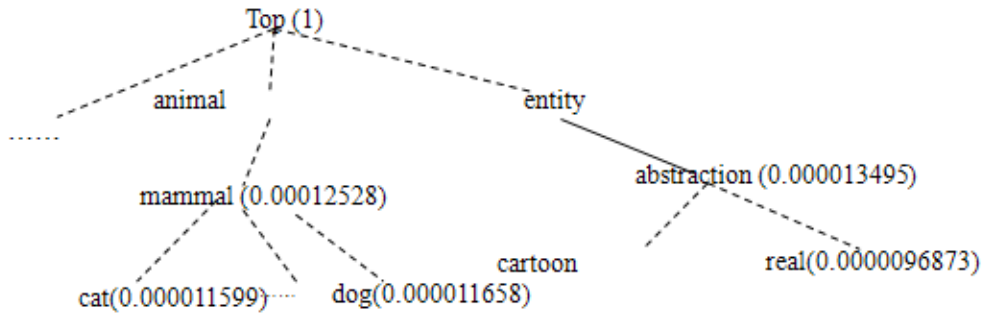 Top (1)
animal
entity
......
abstraction (0.000013495)
mammal (0.00012528)
cartoon
real(0.0000096873)
cat(0.000011599)
......
dog(0.000011658)